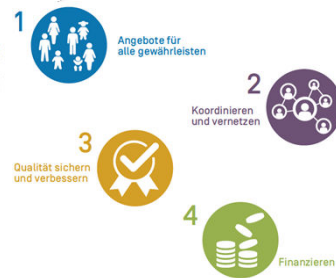 1
Angebote für
alle gewährleisten
2
Koordinieren
und vernetzen
3
Qualität sichern
und verbessern
4
Finanzieren